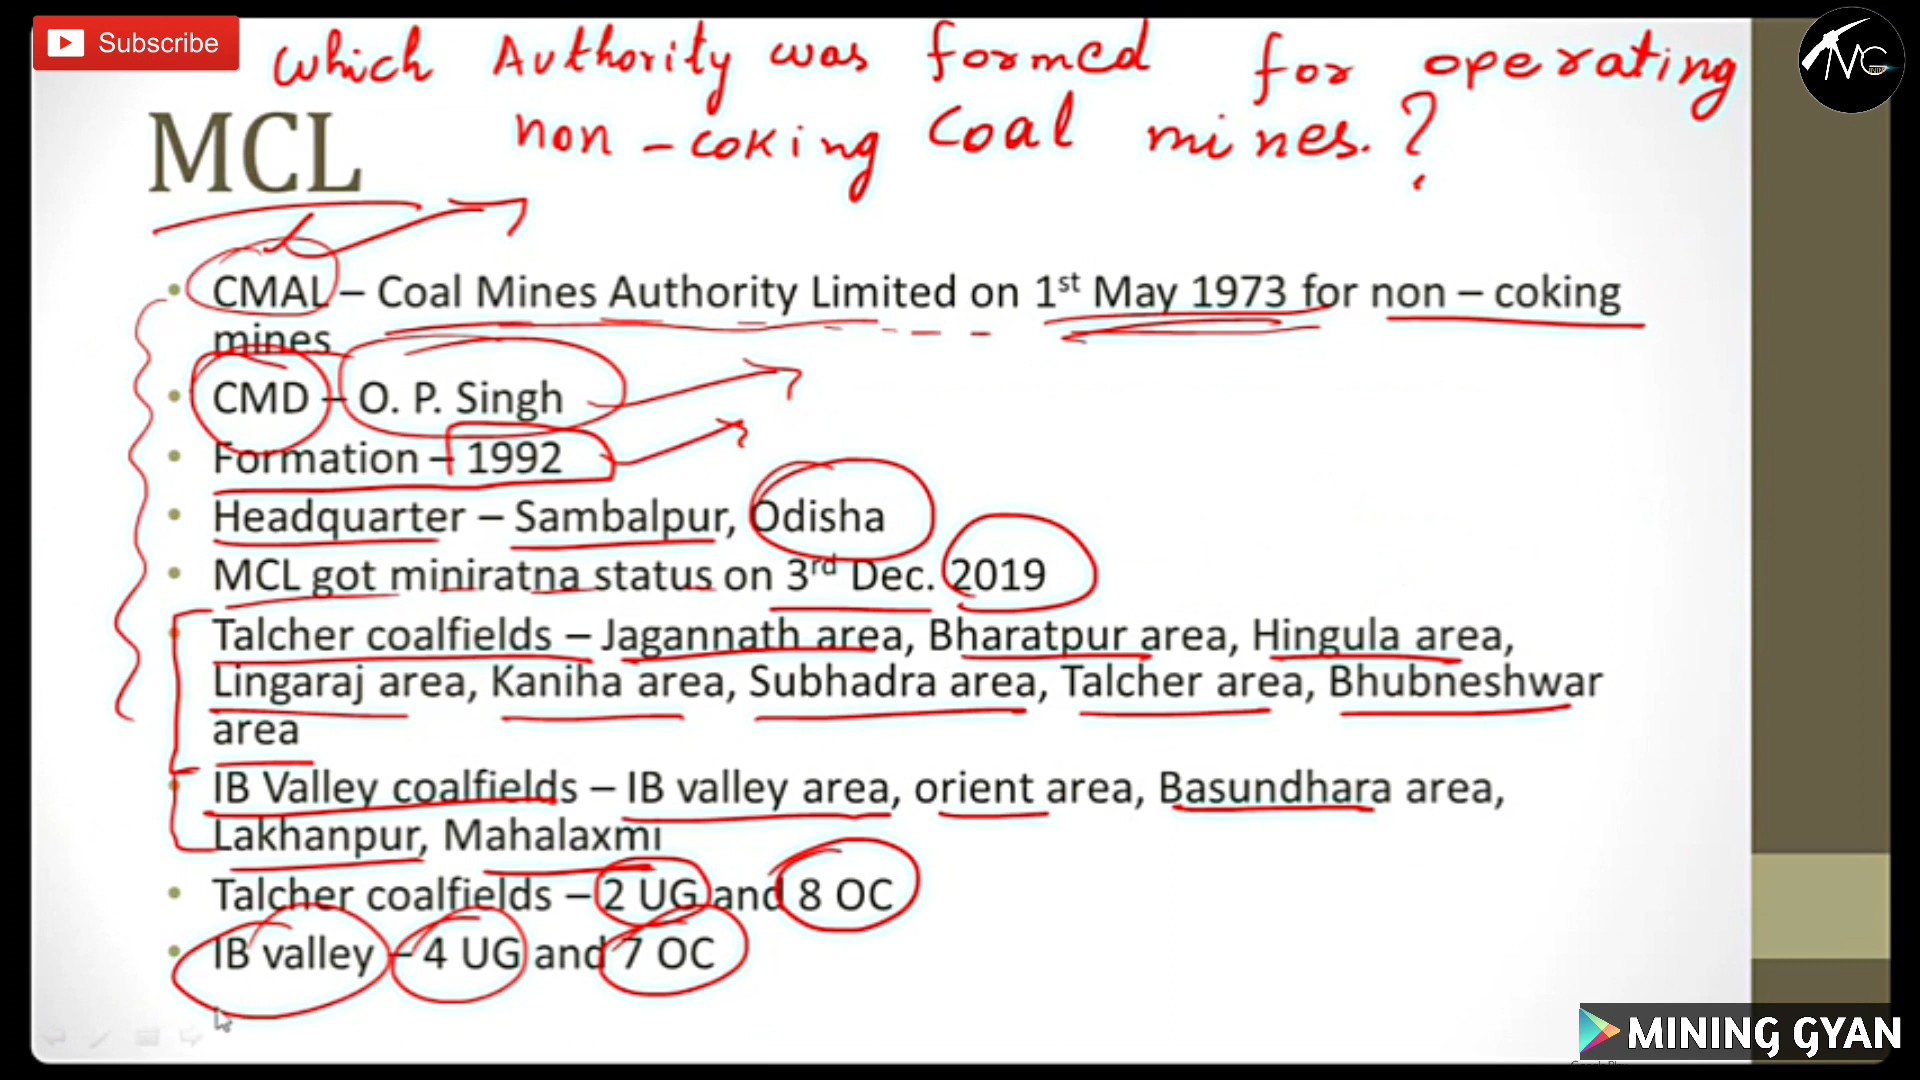 Subscribe
which Authority was formed for operating
non-coking Coal mines.?
MCL
• CMAL – Coal Mines Authority Limited on 1st May 1973 for non – coking
mines
• CMD – O. P. Singh
• Formation – 1992
• Headquarter – Sambalpur, Odisha
• MCL got miniratna status on 3rd Dec. 2019
• Talcher coalfields – Jagannath area, Bharatpur area, Hingula area,
Lingaraj area, Kaniha area, Subhadra area, Talcher area, Bhubneshwar
area
• IB Valley coalfields – IB valley area, orient area, Basundhara area,
Lakhanpur, Mahalaxmi
• Talcher coalfields – 2 UG and 8 OC
• IB valley – 4 UG and 7 OC
MINING GYAN